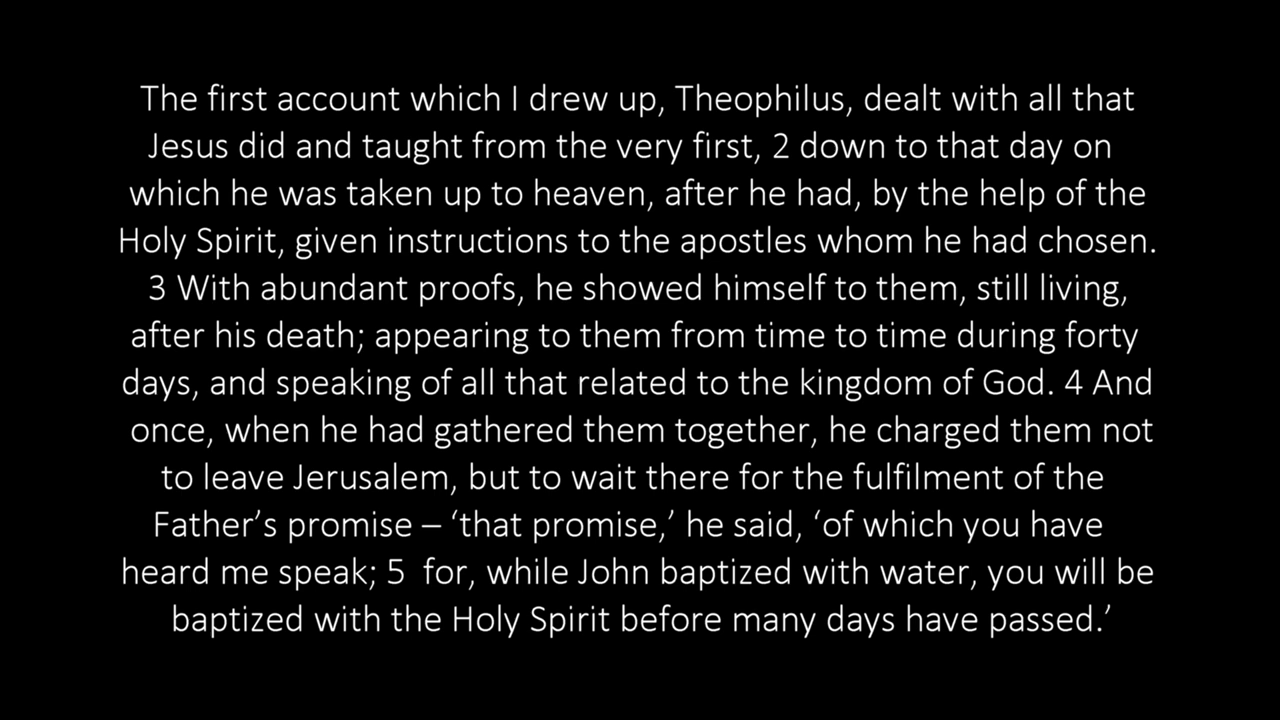 The first account which I drew up, Theophilus, dealt with all that
Jesus did and taught from the very first, 2 down to that day on
which he was taken up to heaven, after he had, by the help of the
Holy Spirit, given instructions to the apostles whom he had chosen.
3 With abundant proofs, he showed himself to them, still living,
after his death; appearing to them from time to time during forty
days, and speaking of all that related to the kingdom of God. 4 And
once, when he had gathered them together, he charged them not
to leave Jerusalem, but to wait there for the fulfilment of the
Father’s promise – ‘that promise,’ he said, ‘of which you have
heard me speak; 5  for, while John baptized with water, you will be
baptized with the Holy Spirit before many days have passed.’